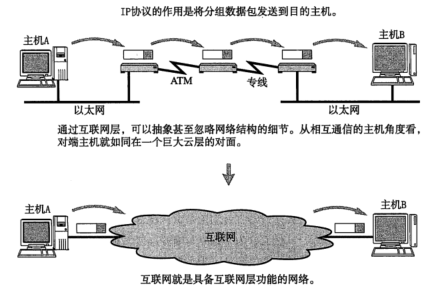 IP协议的作用是将分组数据包发送到目的主机。
主机A
主机B
ATM
专线
以太网
以太网
通过互联网层，可以抽象甚至忽略网络结构的细节。从相互通信的主机角度看，
对端主机就如同在一个巨大云层的对面。
主机A
主机B
互联网
互联网就是具备互联网层功能的网络。